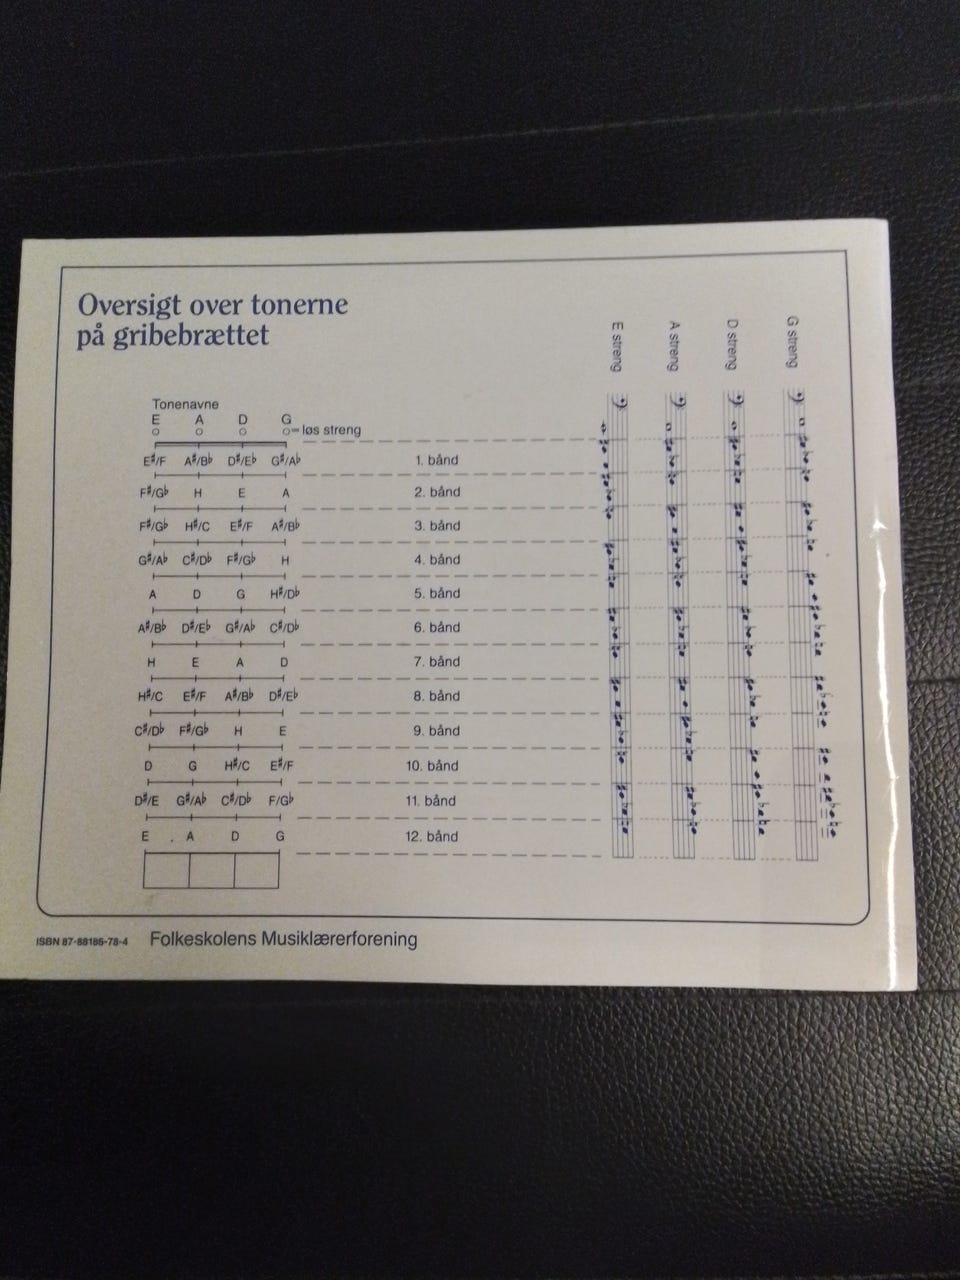 Oversigt over tonerne
på gribebrættet
E streng
A streng
D streng
G streng
Tonenavne
E A D G
løs streng
E♯/F A♯/B♭ D♯/E♭ G♯/A♭ 1. bånd
F♯/G♭ H E A 2. bånd
F♯/G♭ H♯/C E♯/F A♯/B♭ 3. bånd
G♯/A♭ C♯/D♭ F♯/G♭ H 4. bånd
A D G H♯/D♭ 5. bånd
A♯/B♭ D♯/E♭ G♯/A♭ C♯/D♭ 6. bånd
H E A D 7. bånd
H♯/C E♯/F A♯/B♭ D♯/E♭ 8. bånd
C♯/D♭ F♯/G♭ H E 9. bånd
D G H♯/C E♯/F 10. bånd
D♯/E G♯/A♭ C♯/D♭ F/G♭ 11. bånd
E . A D G 12. bånd
ISBN 87-88186-78-4 Folkeskolens Musiklærerforening